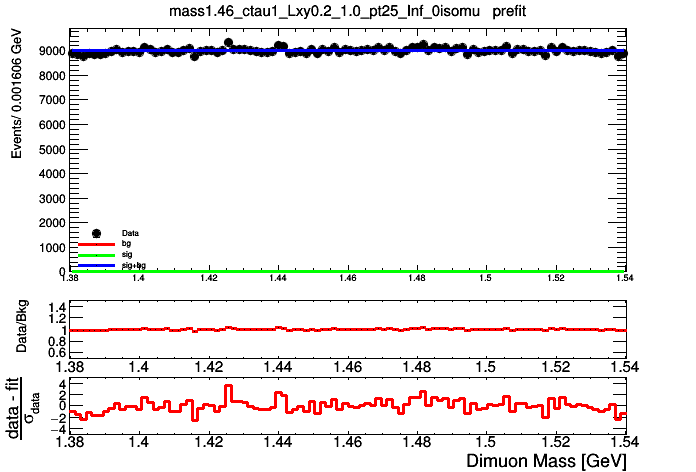 mass1.46_ctau1_Lxy0.2_1.0_pt25_Inf_0isomu prefit
Events/ 0.001606 GeV
9000
8000
7000
6000
5000
4000
3000
2000
1000
0
Data
bg
sig
sig+bg
1.38 1.4 1.42 1.44 1.46 1.48 1.5 1.52 1.54
Data/Bkg
1.4
1.2
1
0.8
0.6
1.38 1.4 1.42 1.44 1.46 1.48 1.5 1.52 1.54
data - fit
σdata
4
2
0
−2
−4
1.38 1.4 1.42 1.44 1.46 1.48 1.5 1.52 1.54
Dimuon Mass [GeV]